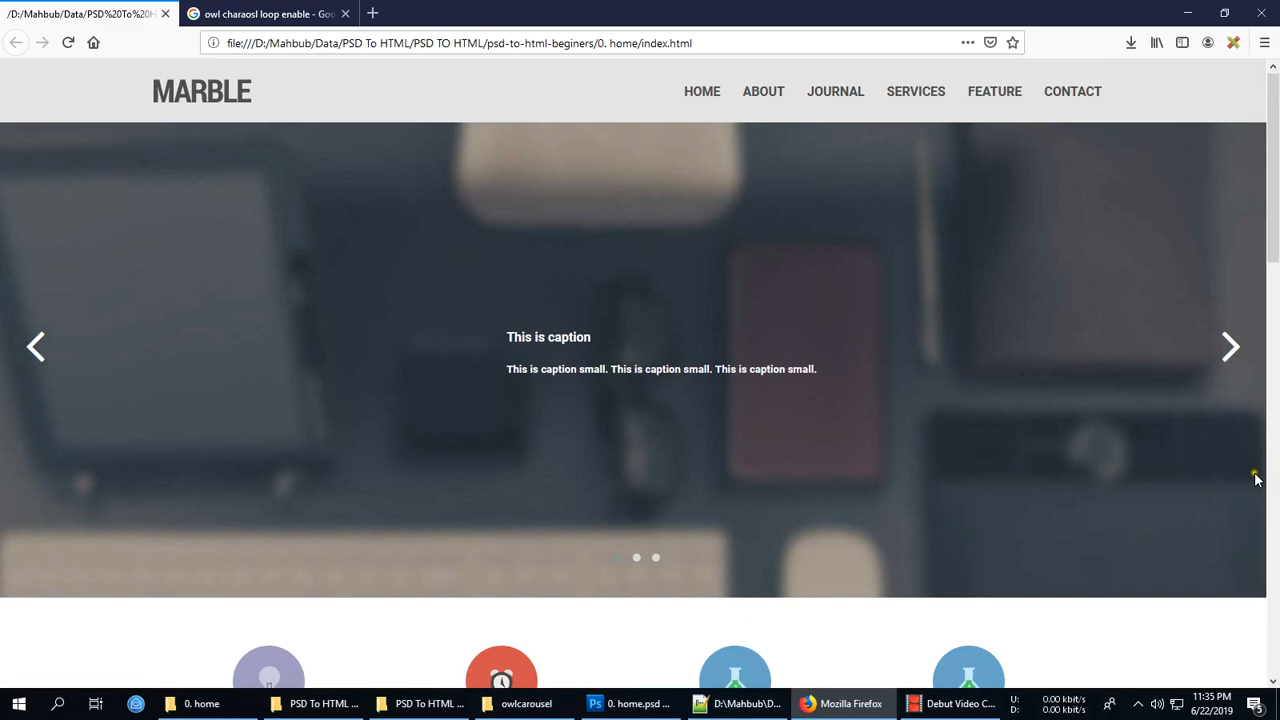 /D:/Mahbub/Data/PSD%20To%20H
owl charaosl loop enable - Goo
file:///D:/Mahbub/Data/PSD To HTML/PSD TO HTML/psd-to-html-beginers/0. home/index.html
MARBLE
HOME ABOUT JOURNAL SERVICES FEATURE CONTACT
This is caption
This is caption small. This is caption small. This is caption small.
0. home
PSD To HTML ...
PSD To HTML ...
owlcarousel
0. home.psd ...
D:\Mahbub\D...
Mozilla Firefox
Debut Video C...
U: 0.00 kbit/s
D: 0.00 kbit/s
11:35 PM
6/22/2019
5